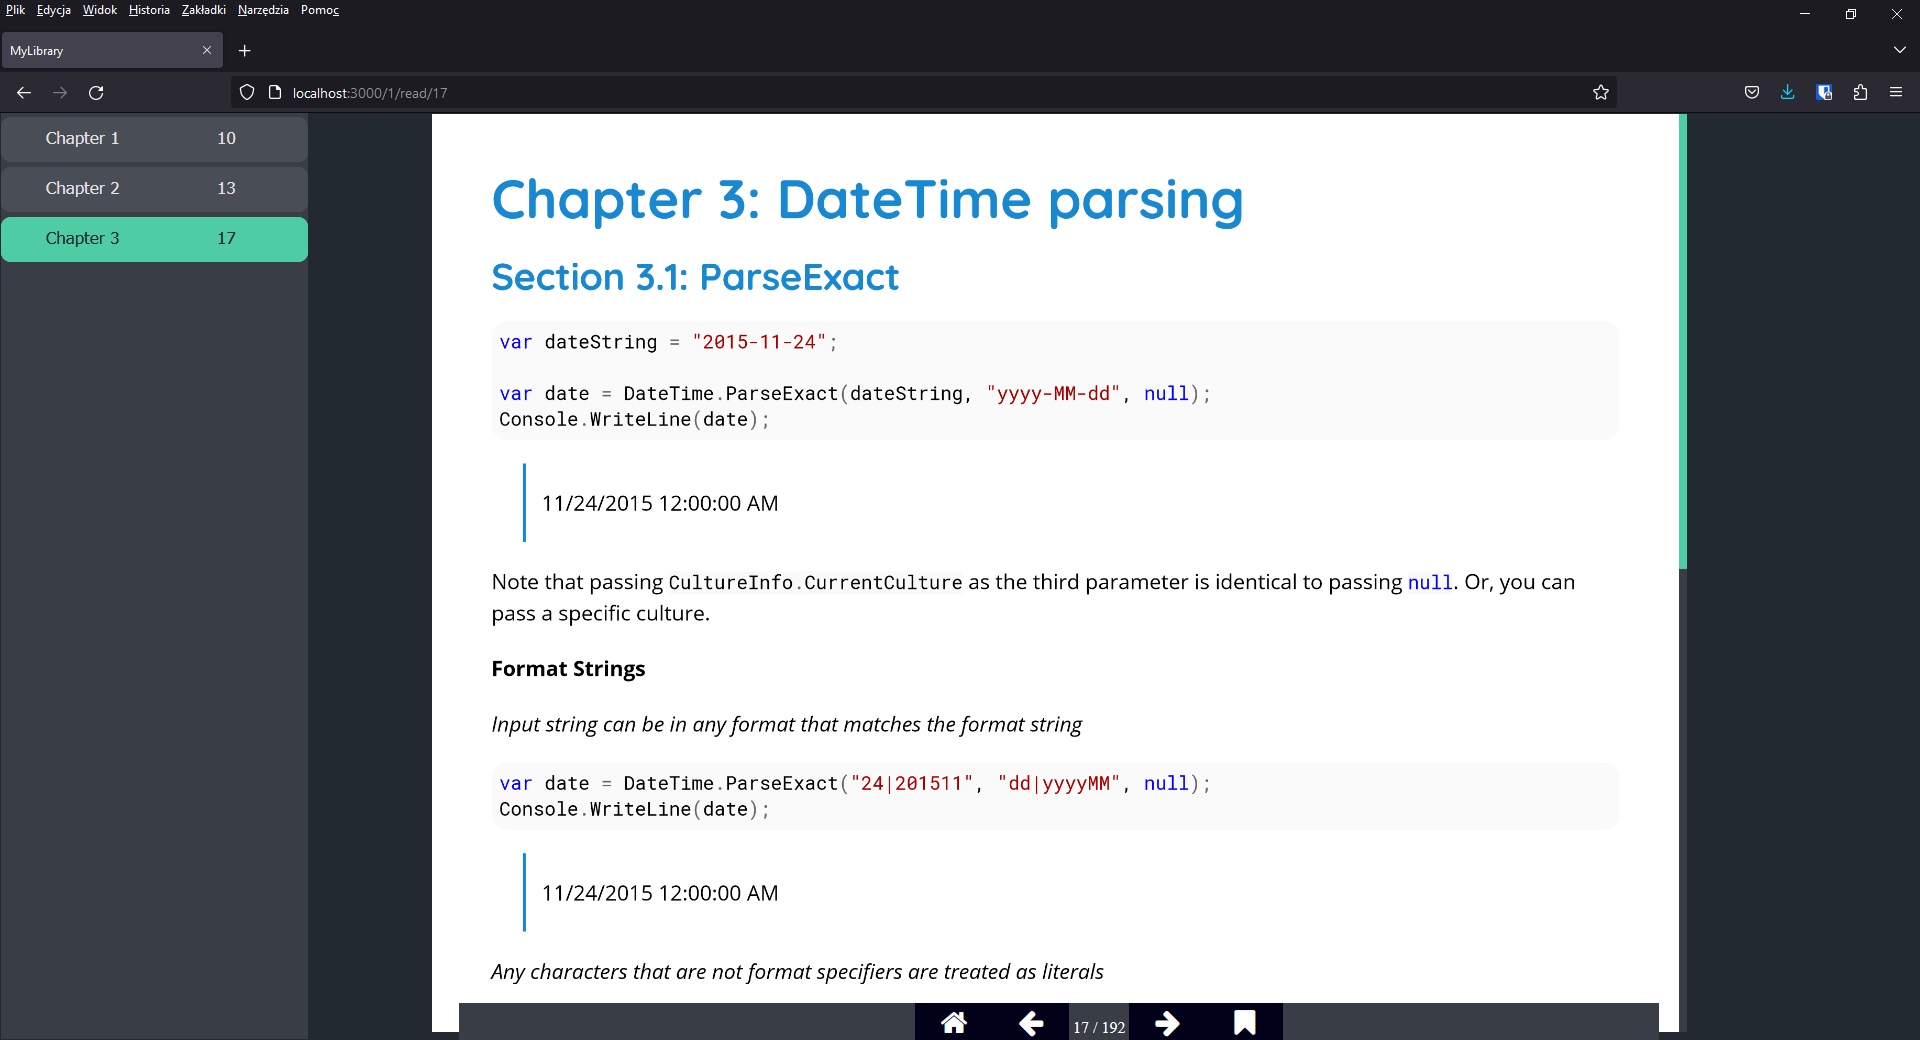 Plik Edycja Widok Historia Zakładki Narzędzia Pomoc
MyLibrary
localhost:3000/1/read/17
Chapter 1 10
Chapter 2 13
Chapter 3 17
Chapter 3: DateTime parsing
Section 3.1: ParseExact
var dateString = "2015-11-24";
var date = DateTime.ParseExact(dateString, "yyyy-MM-dd", null);
Console.WriteLine(date);
11/24/2015 12:00:00 AM
Note that passing CultureInfo.CurrentCulture as the third parameter is identical to passing null. Or, you can
pass a specific culture.
Format Strings
Input string can be in any format that matches the format string
var date = DateTime.ParseExact("24|201511", "dd|yyyyMM", null);
Console.WriteLine(date);
11/24/2015 12:00:00 AM
Any characters that are not format specifiers are treated as literals
17 / 192